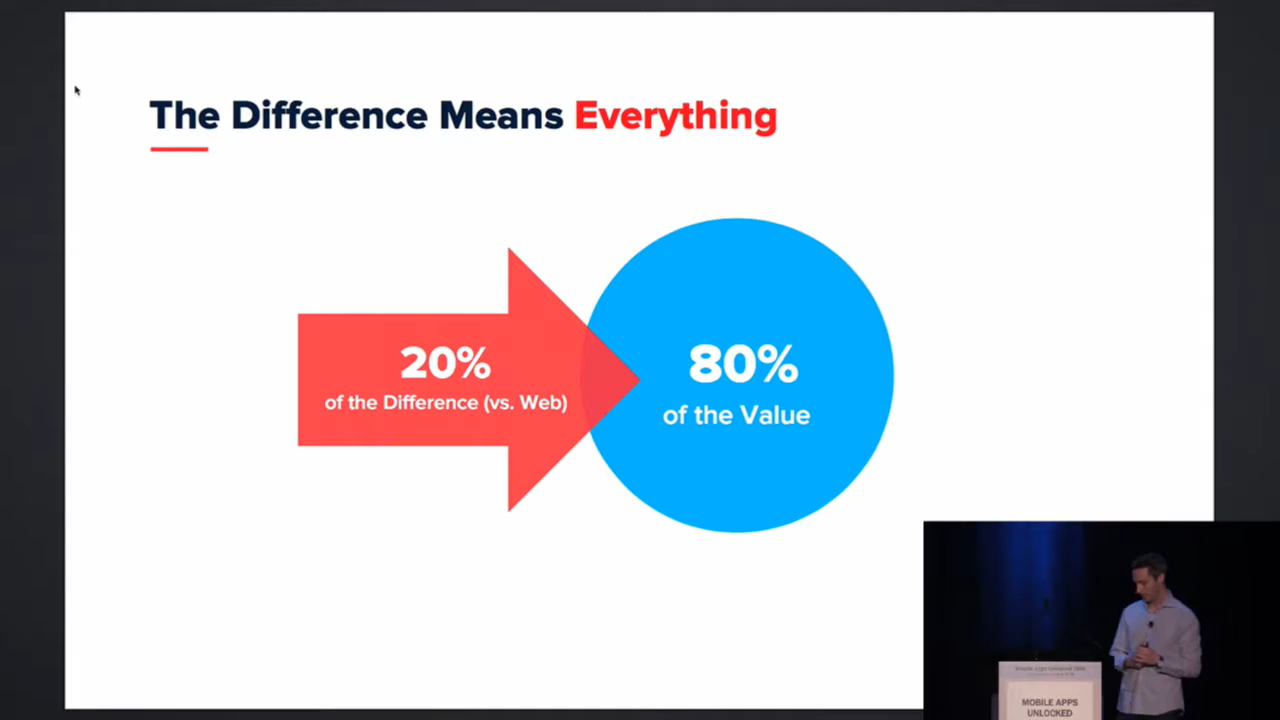 The Difference Means Everything
20%
of the Difference (vs. Web)
80%
of the Value
MOBILE APPS
UNLOCKED